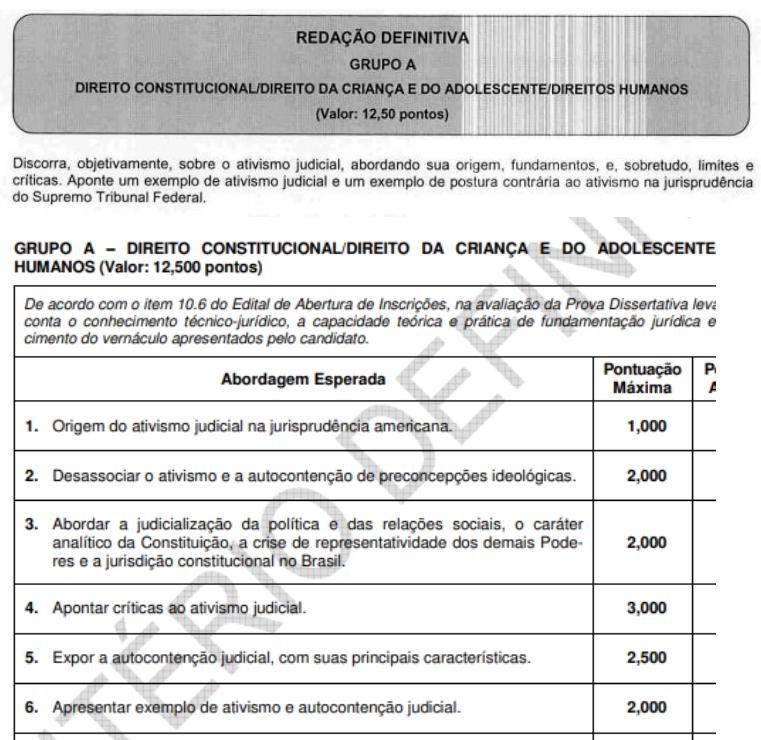 REDAÇÃO DEFINITIVA
GRUPO A
DIREITO CONSTITUCIONAL/DIREITO DA CRIANÇA E DO ADOLESCENTE/DIREITOS HUMANOS
(Valor: 12,50 pontos)
Discorra, objetivamente, sobre o ativismo judicial, abordando sua origem, fundamentos, e, sobretudo, limites e
críticas. Aponte um exemplo de ativismo judicial e um exemplo de postura contrária ao ativismo na jurisprudência
do Supremo Tribunal Federal.
GRUPO A – DIREITO CONSTITUCIONAL/DIREITO DA CRIANÇA E DO ADOLESCENTE
HUMANOS (Valor: 12,500 pontos)
De acordo com o item 10.6 do Edital de Abertura de Inscrições, na avaliação da Prova Dissertativa leva
conta o conhecimento técnico-jurídico, a capacidade teórica e prática de fundamentação jurídica e
cimento do vernáculo apresentados pelo candidato.
Abordagem Esperada
Pontuação
Máxima
1. Origem do ativismo judicial na jurisprudência americana.
1,000
2. Desassociar o ativismo e a autocontenção de preconcepções ideológicas.
2,000
3. Abordar a judicialização da política e das relações sociais, o caráter
analítico da Constituição, a crise de representatividade dos demais Pode-
res e a jurisdição constitucional no Brasil.
2,000
4. Apontar críticas ao ativismo judicial.
3,000
5. Expor a autocontenção judicial, com suas principais características.
2,500
6. Apresentar exemplo de ativismo e autocontenção judicial.
2,000